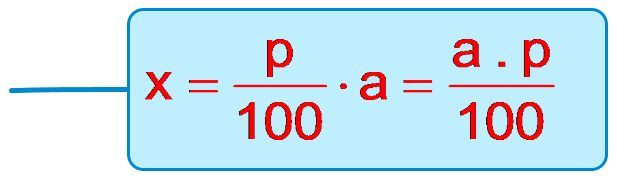 x = p/100 · a = a . p/100